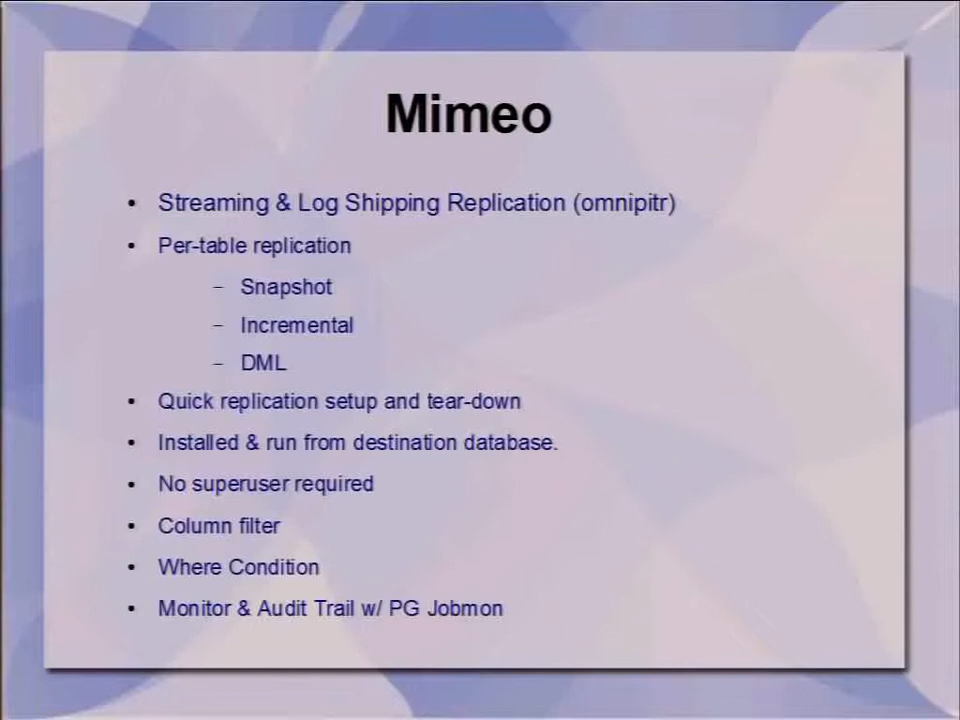 Mimeo
• Streaming & Log Shipping Replication (omnipitr)
• Per-table replication
– Snapshot
– Incremental
– DML
• Quick replication setup and tear-down
• Installed & run from destination database.
• No superuser required
• Column filter
• Where Condition
• Monitor & Audit Trail w/ PG Jobmon